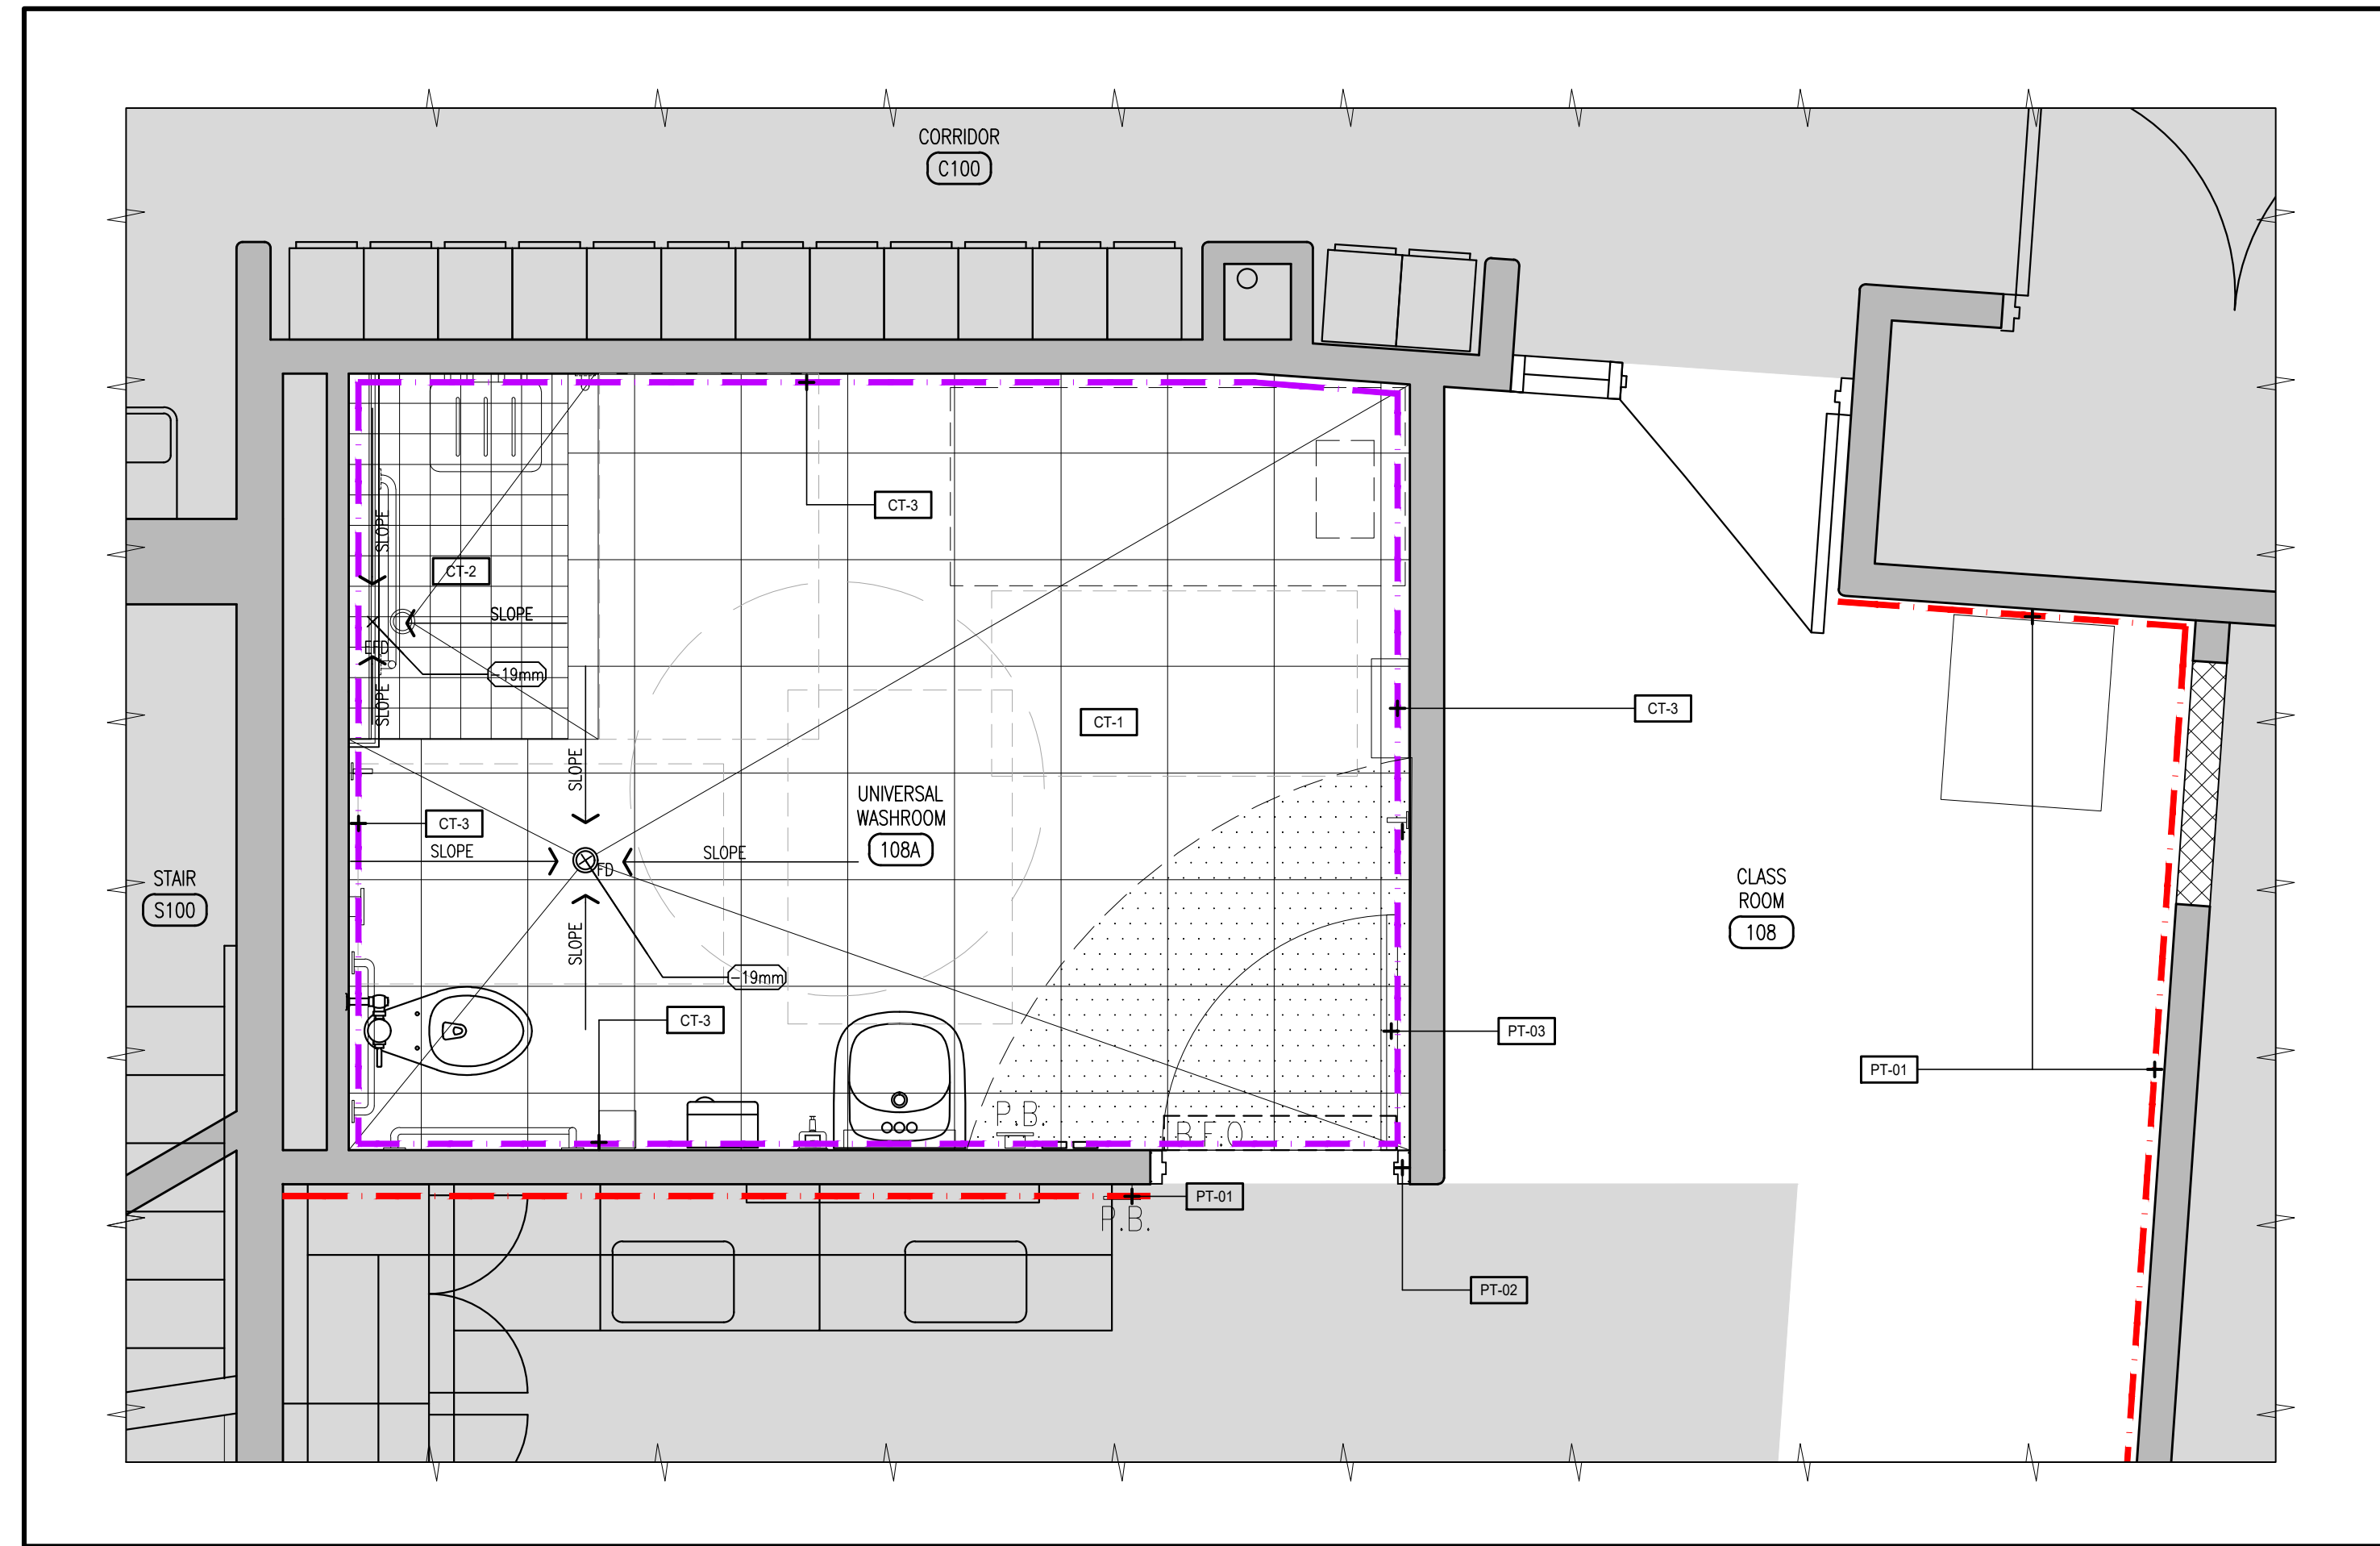 CORRIDOR
C100
CT-3
SLOPE
CT-2
SLOPE
EFD
-19mm
SLOPE
CT-1
CT-3
SLOPE
UNIVERSAL
WASHROOM
108A
CT-3
SLOPE
SLOPE
FD
STAIR
S100
CLASS
ROOM
108
SLOPE
-19mm
CT-3
PT-03
PT-01
P.B.
B.F.O
PT-01
P.B.
PT-02